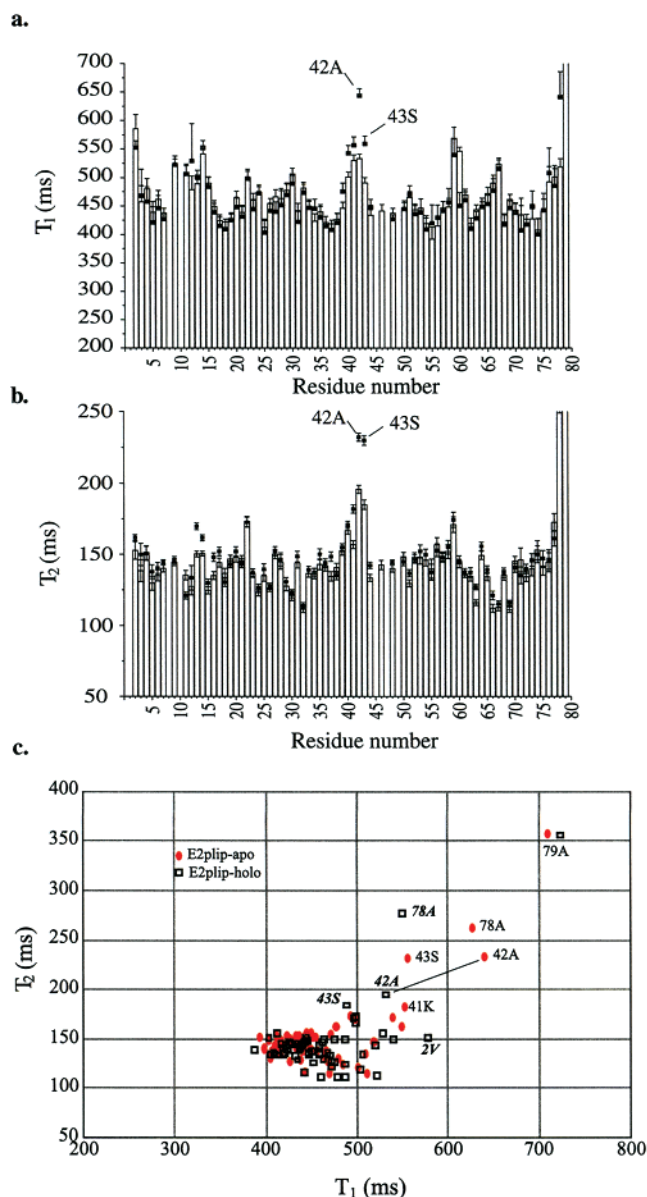 a.
700
650
600
550
500
450
400
350
300
250
200
T1 (ms)
42A
43S
5 10 15 20 25 30 35 40 45 50 55 60 65 70 75 80
Residue number
b.
250
200
150
100
50
T2 (ms)
42A
43S
5 10 15 20 25 30 35 40 45 50 55 60 65 70 75 80
Residue number
c.
400
350
300
250
200
150
100
50
T2 (ms)
E2plip-apo
E2plip-holo
79A
78A
78A
43S
42A
42A
43S
41K
2V
200 300 400 500 600 700 800
T1 (ms)